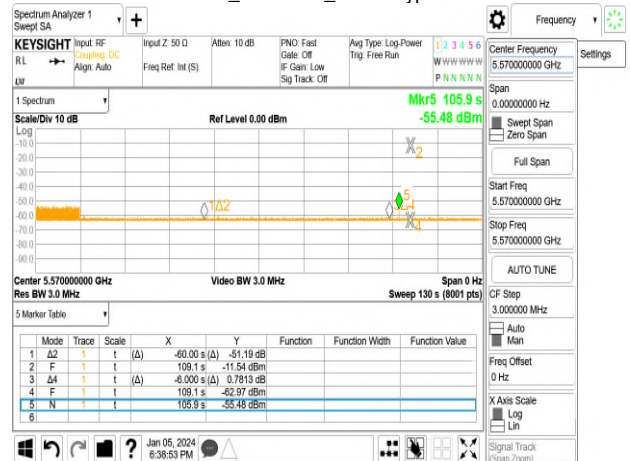 Spectrum Analyzer 1
Swept SA
+
Frequency
KEYSIGHT Input: RF Input Z: 50 Ω Atten: 10 dB PNO: Fast Avg Type: Log-Power 1 2 3 4 5 6
RL Coupling: DC Gate: Off Trig: Free Run W W W W W W
Align: Auto Freq Ref: Int (S) IF Gain: Low P N N N N N
Sig Track: Off
Center Frequency
5.570000000 GHz
Settings
Span
0.00000000 Hz
Swept Span
Zero Span
Full Span
Start Freq
5.570000000 GHz
Stop Freq
5.570000000 GHz
AUTO TUNE
CF Step
3.000000 MHz
Auto
Man
Freq Offset
0 Hz
X Axis Scale
Log
Lin
Signal Track
(Span Zoom)
1 Spectrum
Mkr5 105.9 s
Scale/Div 10 dB Ref Level 0.00 dBm -55.48 dBm
Log
-10.0
-20.0
-30.0
-40.0
-50.0
-60.0
-70.0
-80.0
-90.0
X2
5
1Δ2
X4
Center 5.570000000 GHz Video BW 3.0 MHz Span 0 Hz
Res BW 3.0 MHz Sweep 130 s (8001 pts)
5 Marker Table
Mode Trace Scale X Y Function Function Width Function Value
1 Δ2 1 t (Δ) -60.00 s (Δ) -51.19 dB
2 F 1 t 109.1 s -11.54 dBm
3 Δ4 1 t (Δ) -6.000 s (Δ) 0.7813 dB
4 F 1 t 109.1 s -62.97 dBm
5 N 1 t 105.9 s -55.48 dBm
6
? Jan 05, 2024
6:38:53 PM